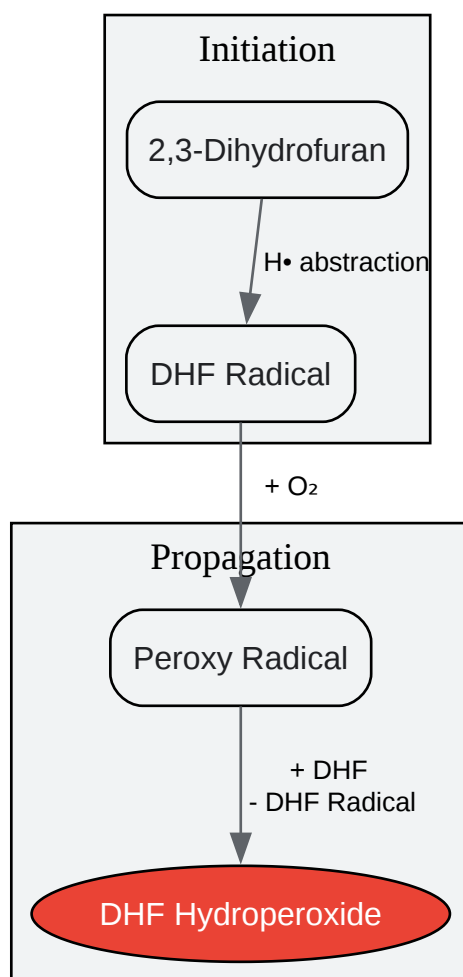 Initiation
2,3-Dihydrofuran
H• abstraction
DHF Radical
+ O₂
Propagation
Peroxy Radical
+ DHF
- DHF Radical
DHF Hydroperoxide